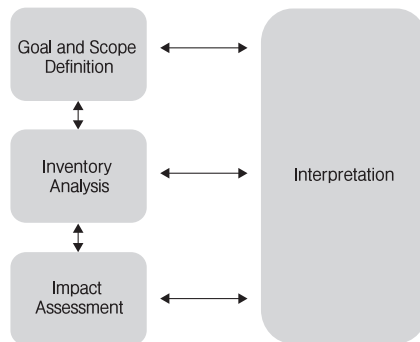 Goal and Scope
Definition
Inventory
Analysis
Interpretation
Impact
Assessment